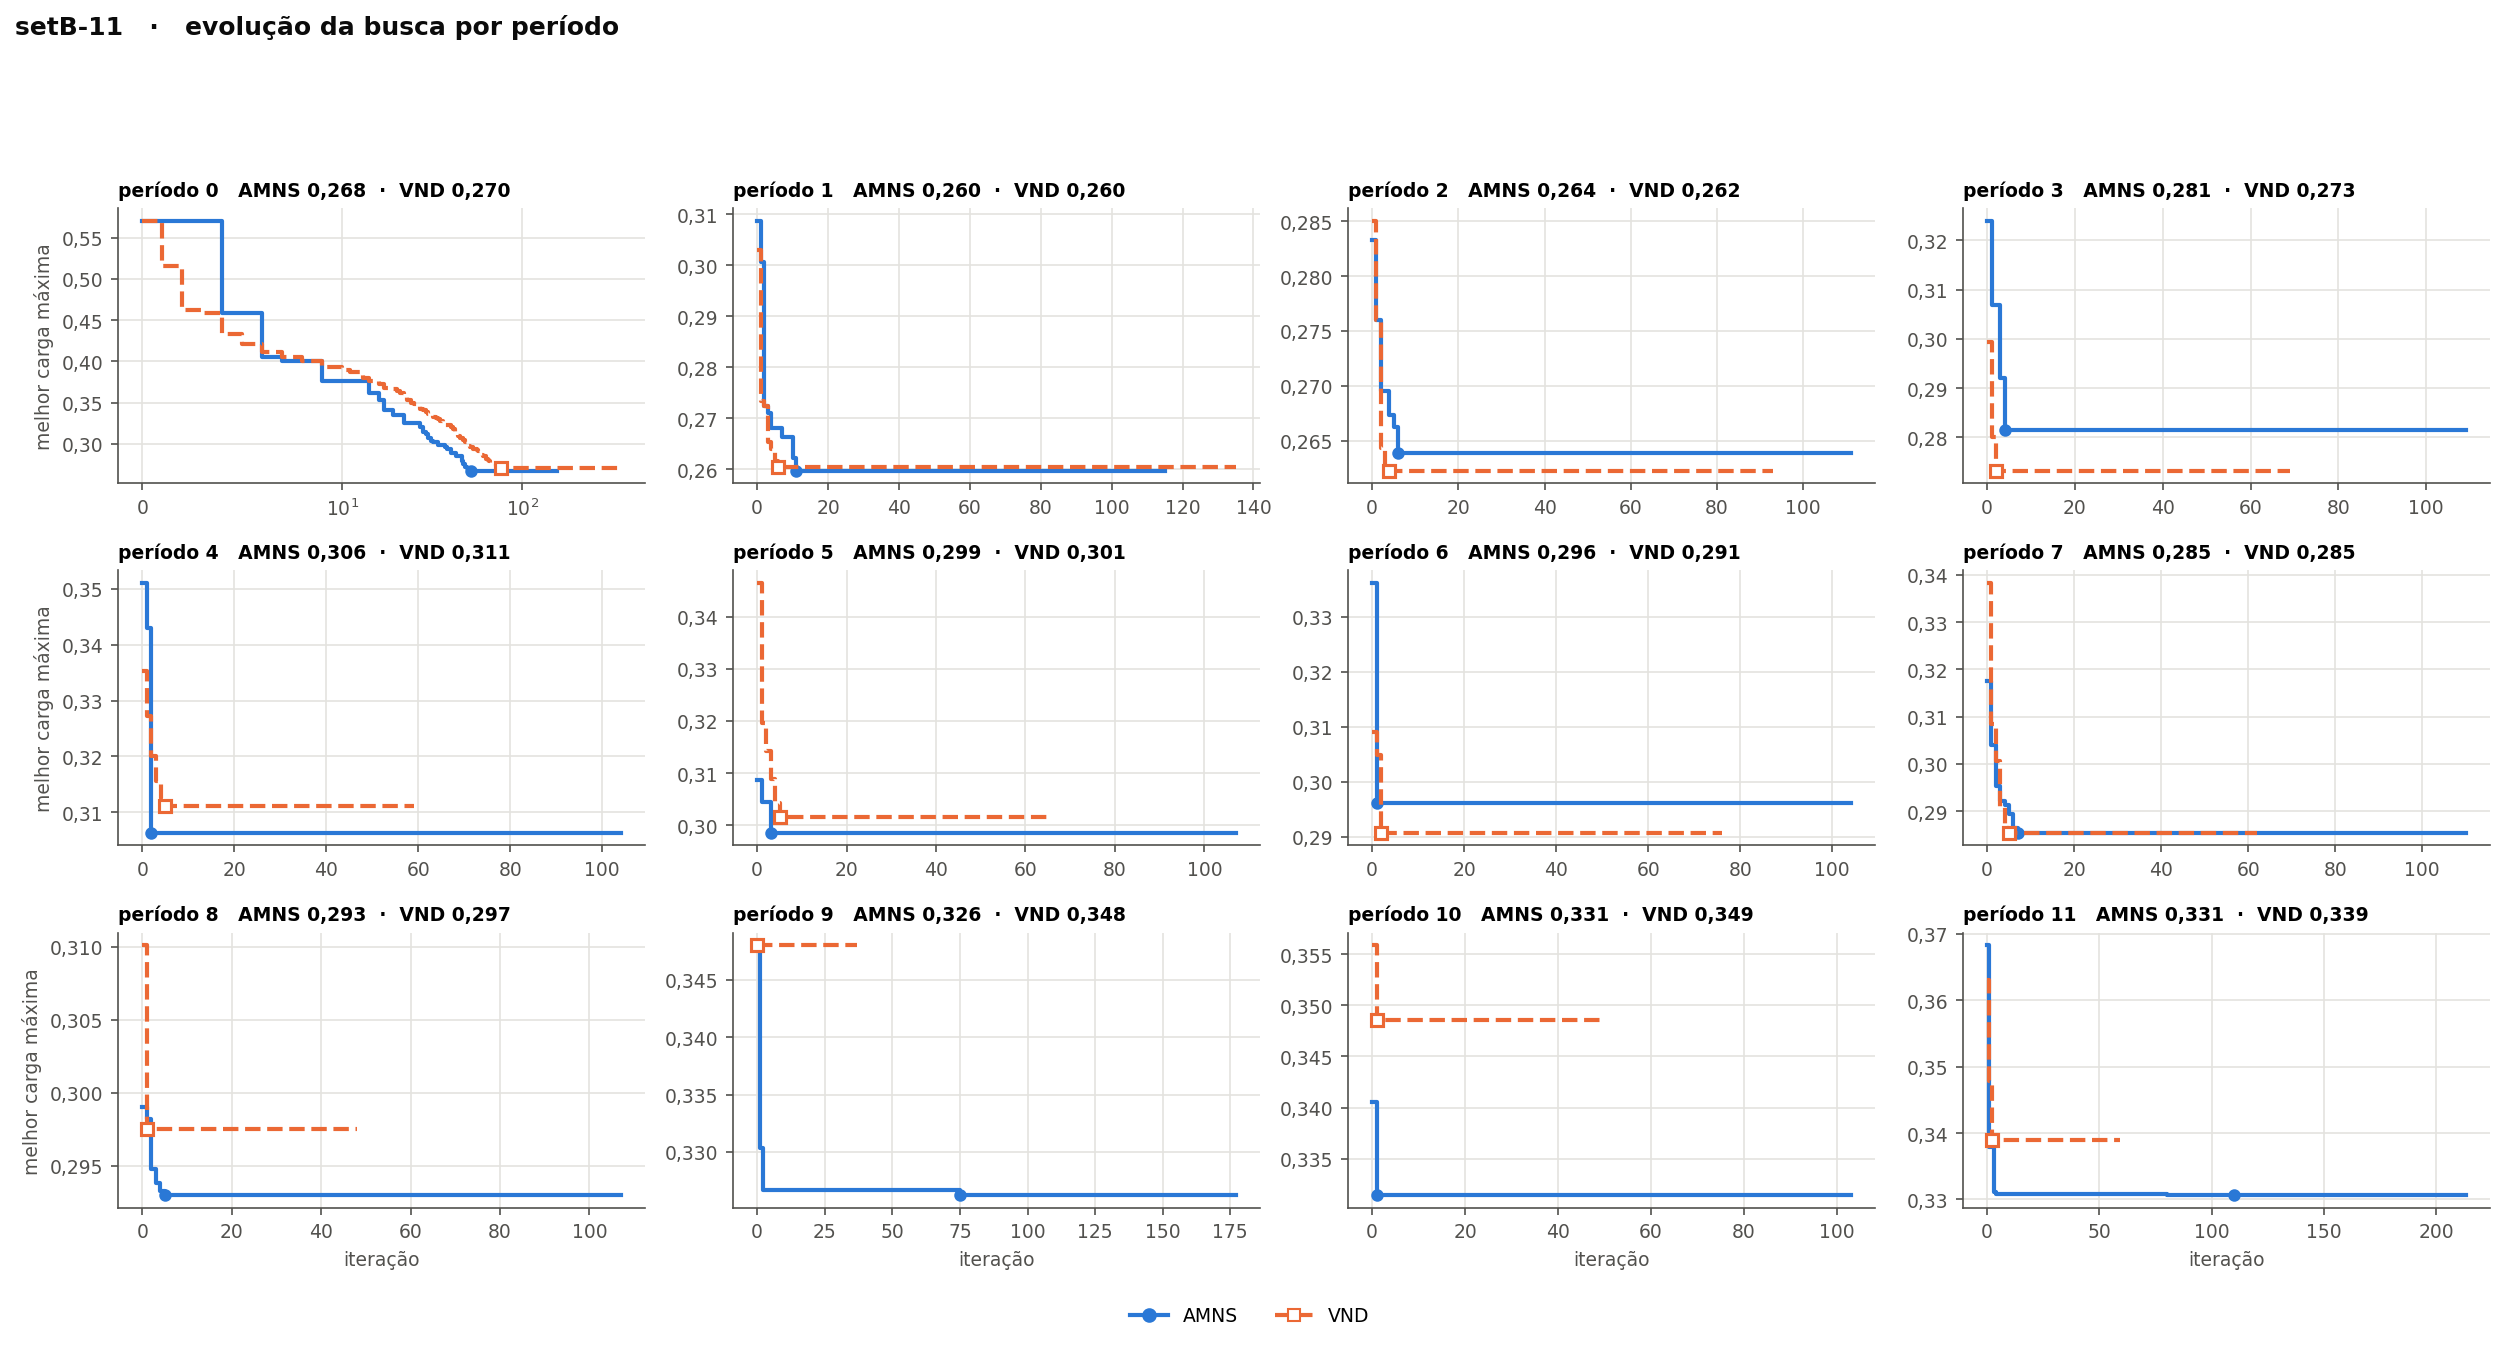 setB-11 · evolução da busca por período
período 0 AMNS 0,268 · VND 0,270
período 1 AMNS 0,260 · VND 0,260
período 2 AMNS 0,264 · VND 0,262
período 3 AMNS 0,281 · VND 0,273
melhor carga máxima
0,55
0,50
0,45
0,40
0,35
0,30
0 10¹ 10²
0,31
0,30
0,29
0,28
0,27
0,26
0 20 40 60 80 100 120 140
0,285
0,280
0,275
0,270
0,265
0 20 40 60 80 100
0,32
0,31
0,30
0,29
0,28
0 20 40 60 80 100
período 4 AMNS 0,306 · VND 0,311
período 5 AMNS 0,299 · VND 0,301
período 6 AMNS 0,296 · VND 0,291
período 7 AMNS 0,285 · VND 0,285
melhor carga máxima
0,35
0,34
0,33
0,32
0,31
0 20 40 60 80 100
0,34
0,33
0,32
0,31
0,30
0 20 40 60 80 100
0,33
0,32
0,31
0,30
0,29
0 20 40 60 80 100
0,34
0,33
0,32
0,31
0,30
0,29
0 20 40 60 80 100
período 8 AMNS 0,293 · VND 0,297
período 9 AMNS 0,326 · VND 0,348
período 10 AMNS 0,331 · VND 0,349
período 11 AMNS 0,331 · VND 0,339
melhor carga máxima
0,310
0,305
0,300
0,295
0 20 40 60 80 100
iteração
0,345
0,340
0,335
0,330
0 25 50 75 100 125 150 175
iteração
0,355
0,350
0,345
0,340
0,335
0 20 40 60 80 100
iteração
0,37
0,36
0,35
0,34
0,33
0 50 100 150 200
iteração
AMNS VND